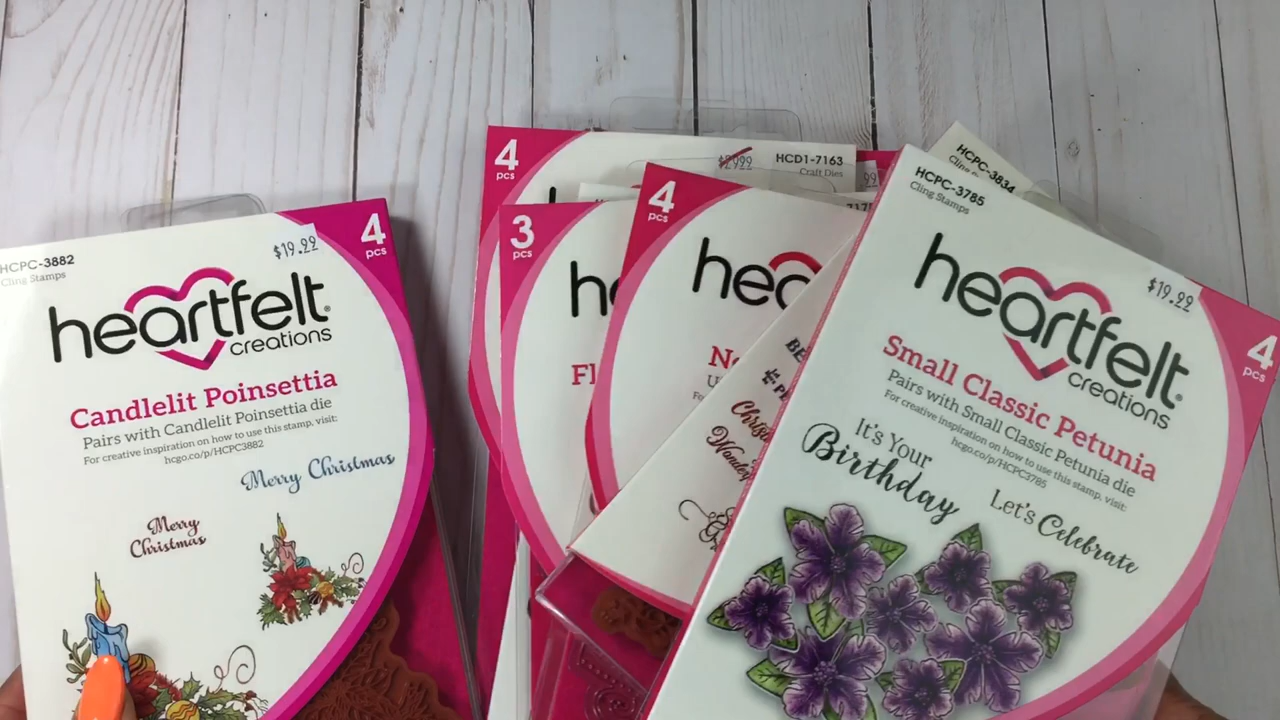 HCPC-3882
Cling Stamps
$19.99
4
pcs
heartfelt
creations
Candlelit Poinsettia
Pairs with Candlelit Poinsettia die
For creative inspiration on how to use this stamp, visit:
hcgo.co/p/HCPC3882
Merry Christmas
Merry
Christmas
4
pcs
$29.99
HCD1-7163
Craft Dies
3
pcs
4
pcs
HCPC-3834
HCPC-3785
Cling Stamps
$19.99
4
pcs
heartfelt
creations
Small Classic Petunia
Pairs with Small Classic Petunia die
For creative inspiration on how to use this stamp, visit:
hcgo.co/p/HCPC3785
It's Your
Birthday
Let's Celebrate